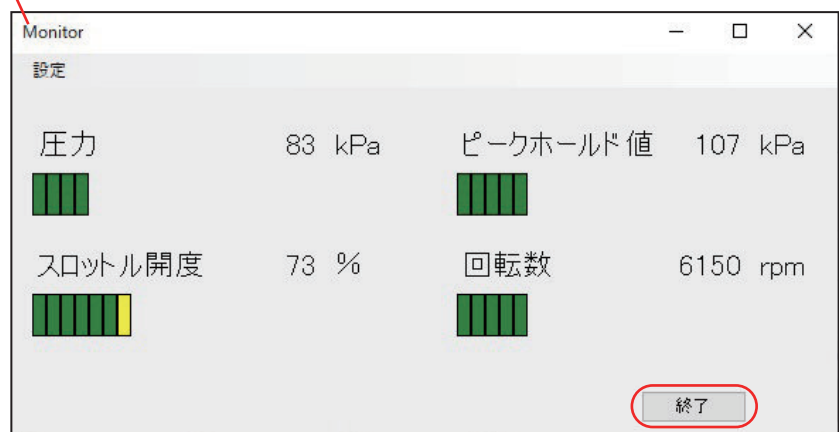 Monitor
設定
圧力 83 kPa
ピークホールド値 107 kPa
スロットル開度 73 %
回転数 6150 rpm
終了